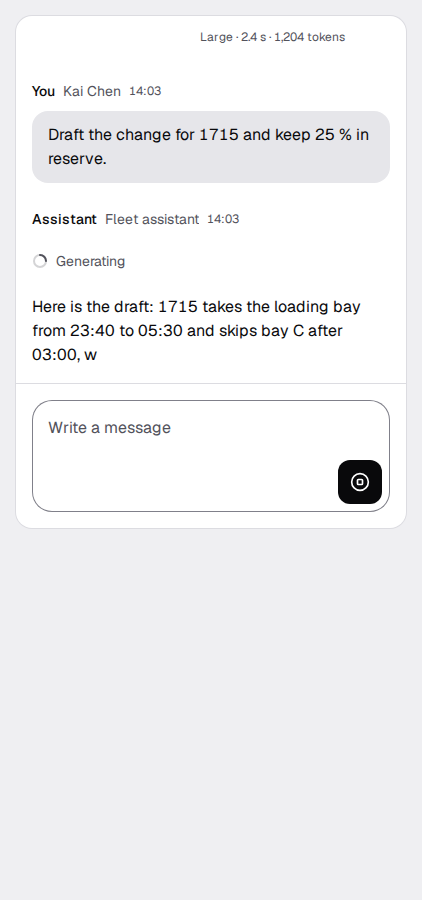 Large · 2.4 s · 1,204 tokens
You Kai Chen 14:03
Draft the change for 1715 and keep 25 % in
reserve.
Assistant Fleet assistant 14:03
Generating
Here is the draft: 1715 takes the loading bay
from 23:40 to 05:30 and skips bay C after
03:00, w
Write a message